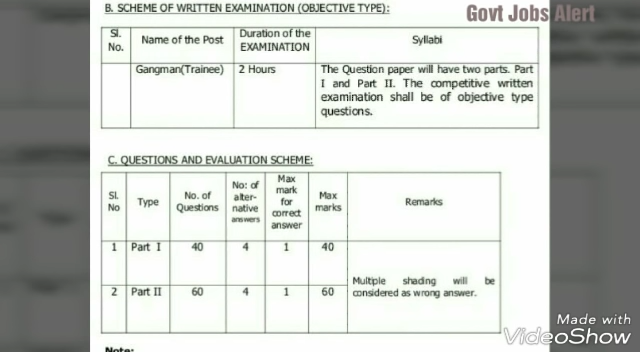 B. SCHEME OF WRITTEN EXAMINATION (OBJECTIVE TYPE):
Govt Jobs Alert
Sl. No. Name of the Post Duration of the EXAMINATION Syllabi
Gangman(Trainee) 2 Hours The Question paper will have two parts. Part
I and Part II. The competitive written
examination shall be of objective type
questions.
C. QUESTIONS AND EVALUATION SCHEME:
Sl. No Type No. of Questions No: of alter-native answers Max mark for correct answer Max marks Remarks
1 Part I 40 4 1 40
2 Part II 60 4 1 60
Multiple shading will be
considered as wrong answer.
Note:
Made with
VideoShow